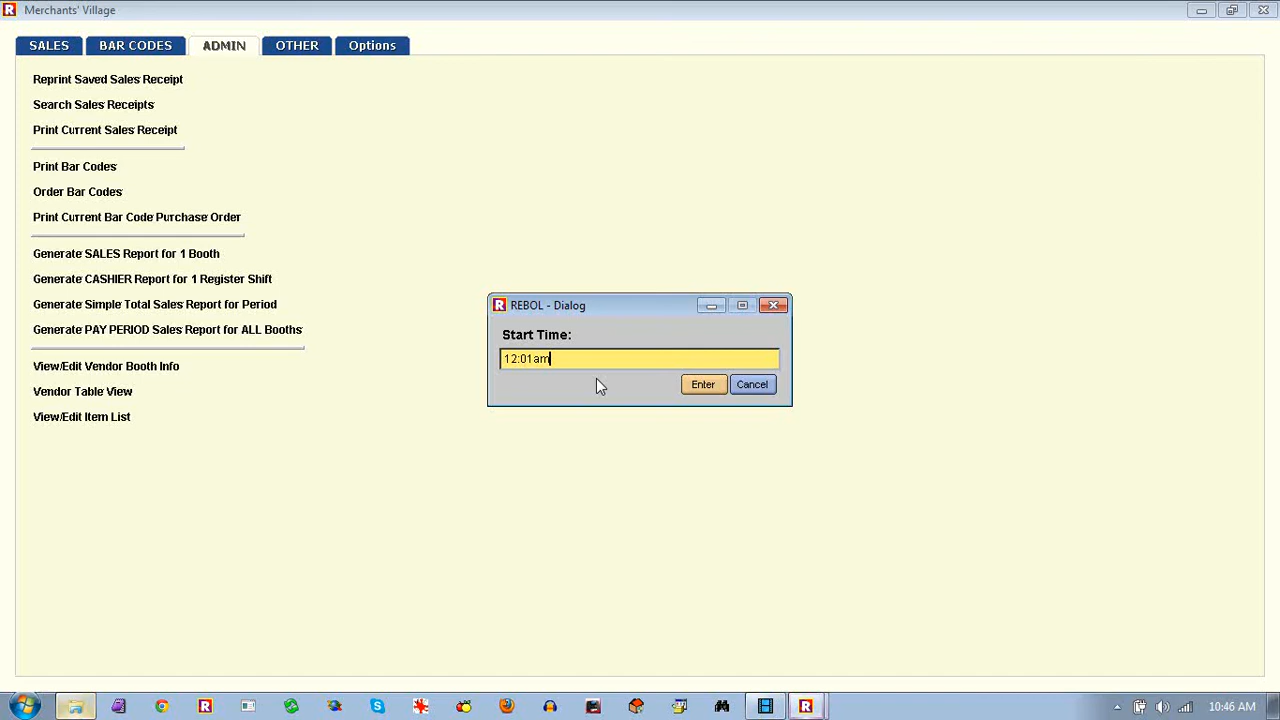 Merchants' Village
SALES BAR CODES ADMIN OTHER Options
Reprint Saved Sales Receipt
Search Sales Receipts
Print Current Sales Receipt
Print Bar Codes
Order Bar Codes
Print Current Bar Code Purchase Order
Generate SALES Report for 1 Booth
Generate CASHIER Report for 1 Register Shift
Generate Simple Total Sales Report for Period
Generate PAY PERIOD Sales Report for ALL Booths
View/Edit Vendor Booth Info
Vendor Table View
View/Edit Item List
REBOL - Dialog
Start Time:
12:01am
Enter Cancel
10:46 AM